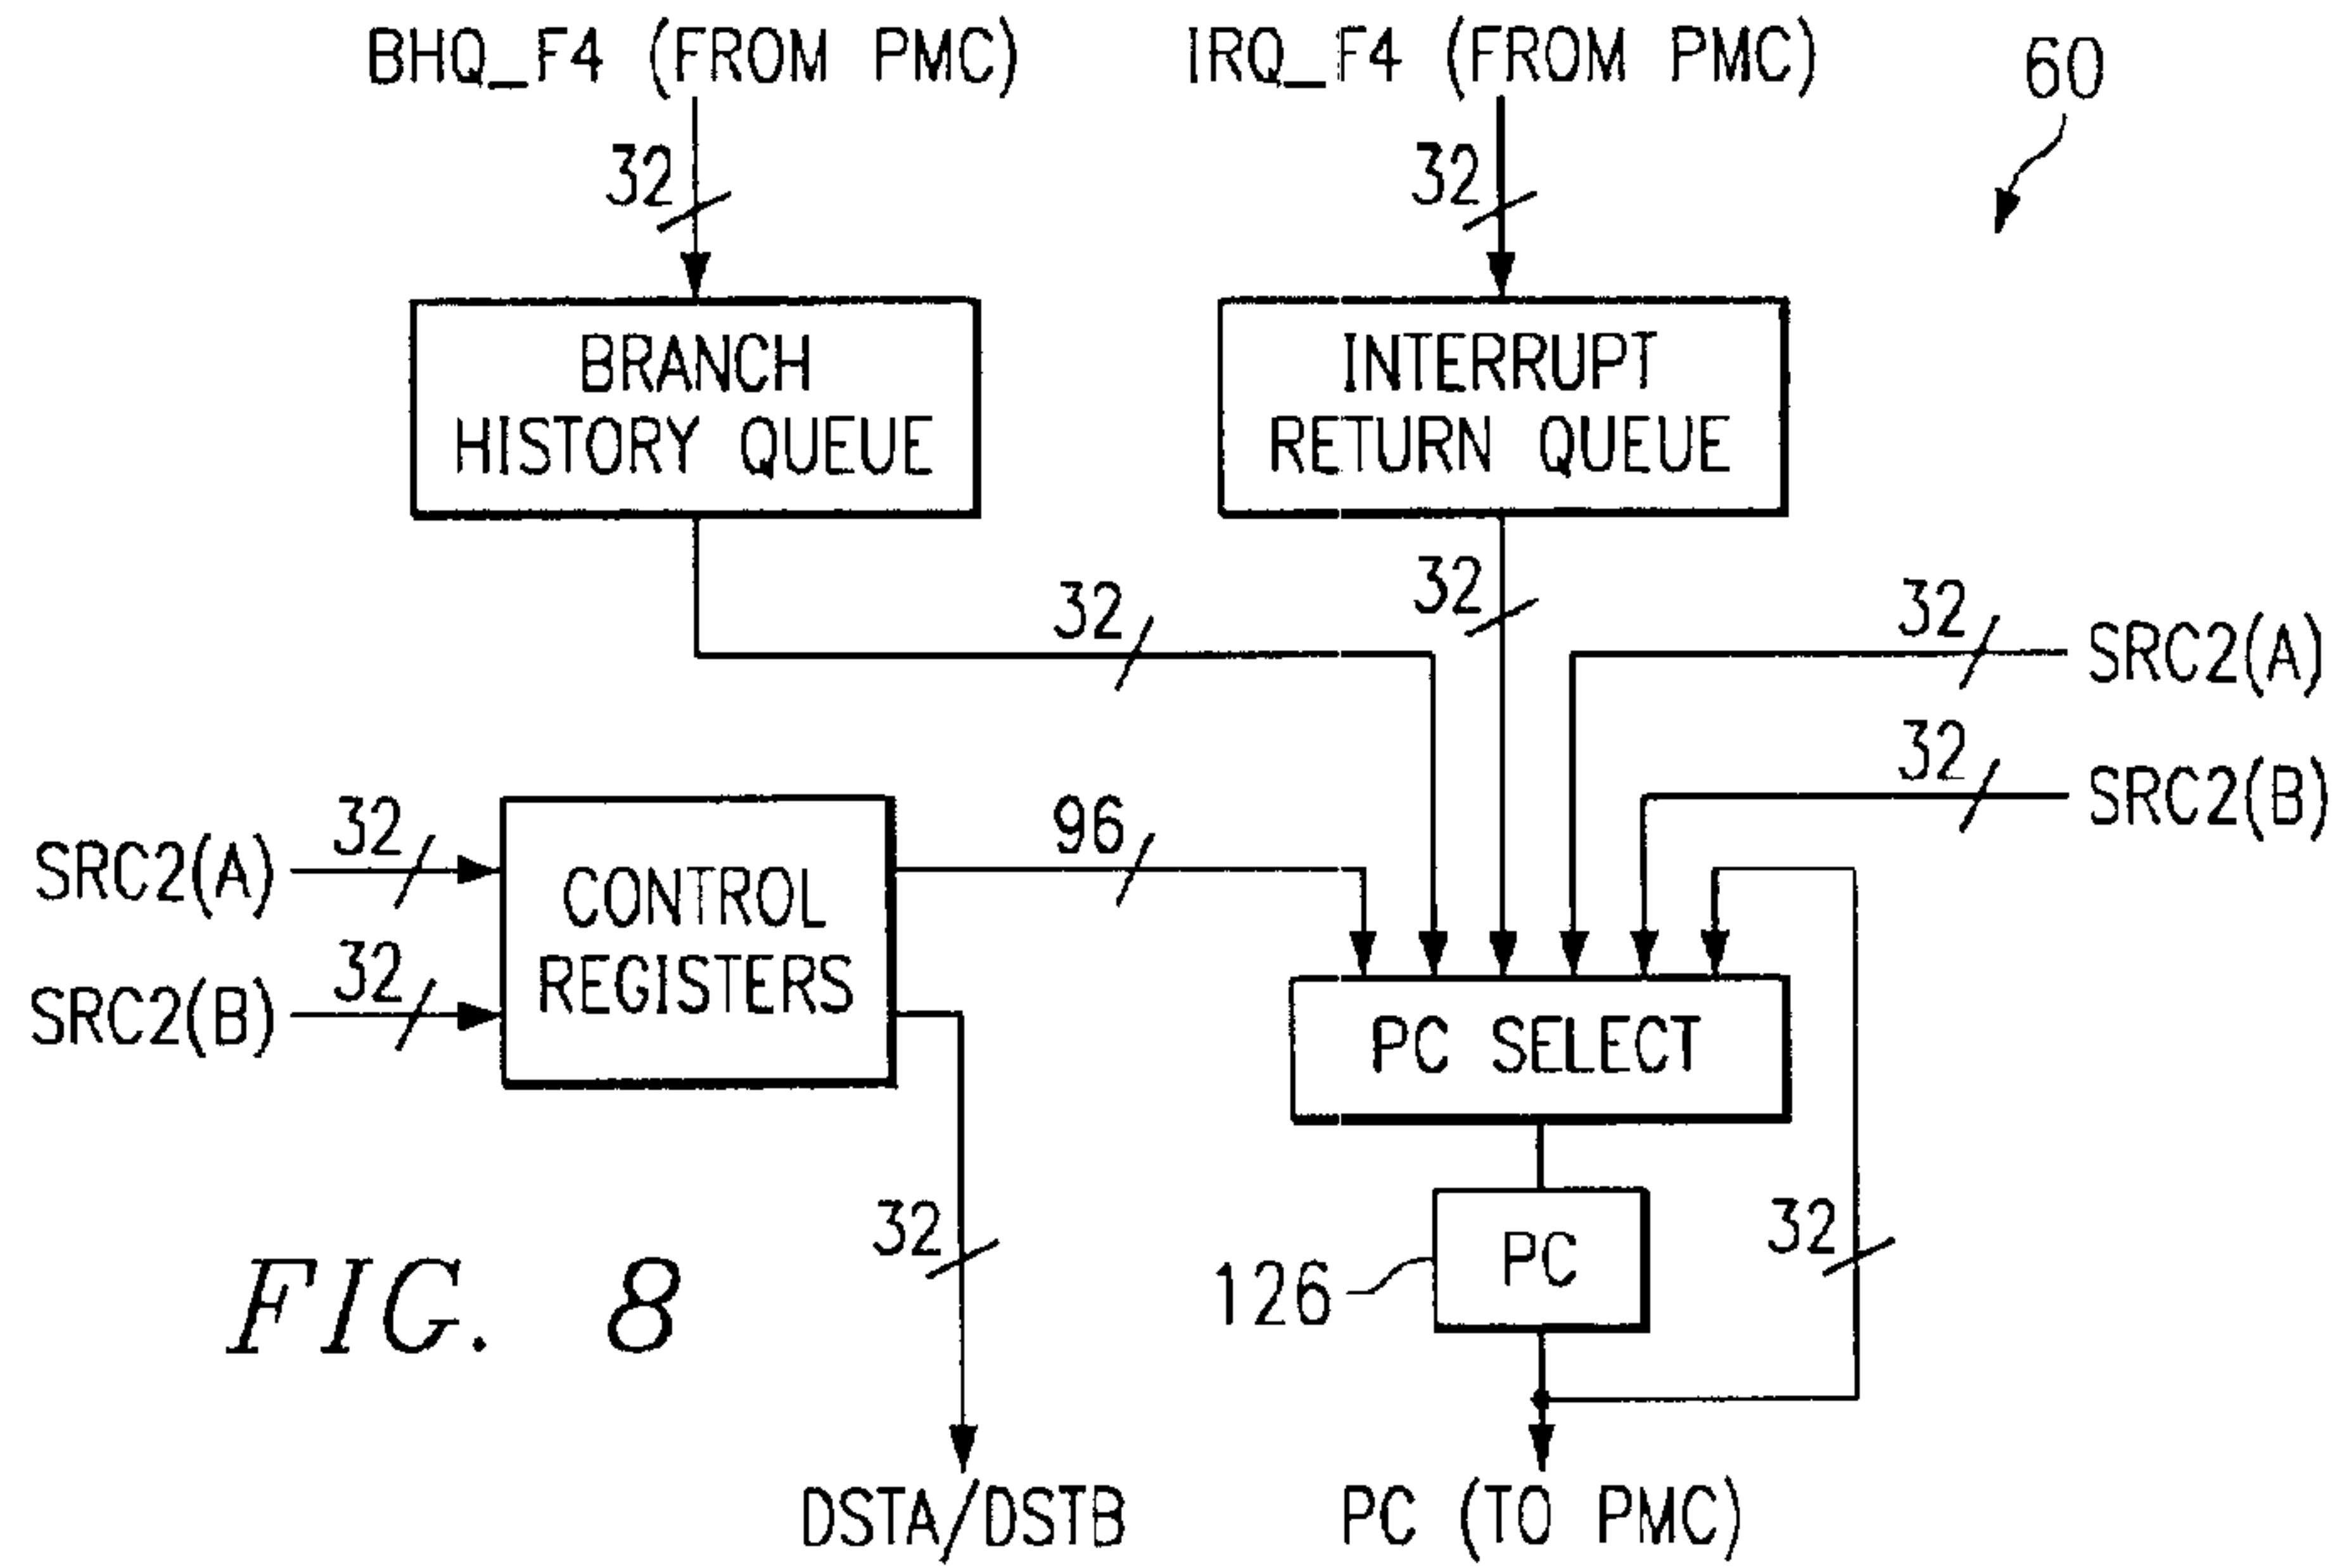 BHQ_F4 (FROM PMC)
IRQ_F4 (FROM PMC)
60
32
32
BRANCH
HISTORY QUEUE
INTERRUPT
RETURN QUEUE
32
32
32
SRC2(A)
32
SRC2(B)
SRC2(A)
32
96
CONTROL
REGISTERS
SRC2(B)
32
PC SELECT
32
PC
126
32
FIG. 8
DSTA/DSTB
PC (TO PMC)